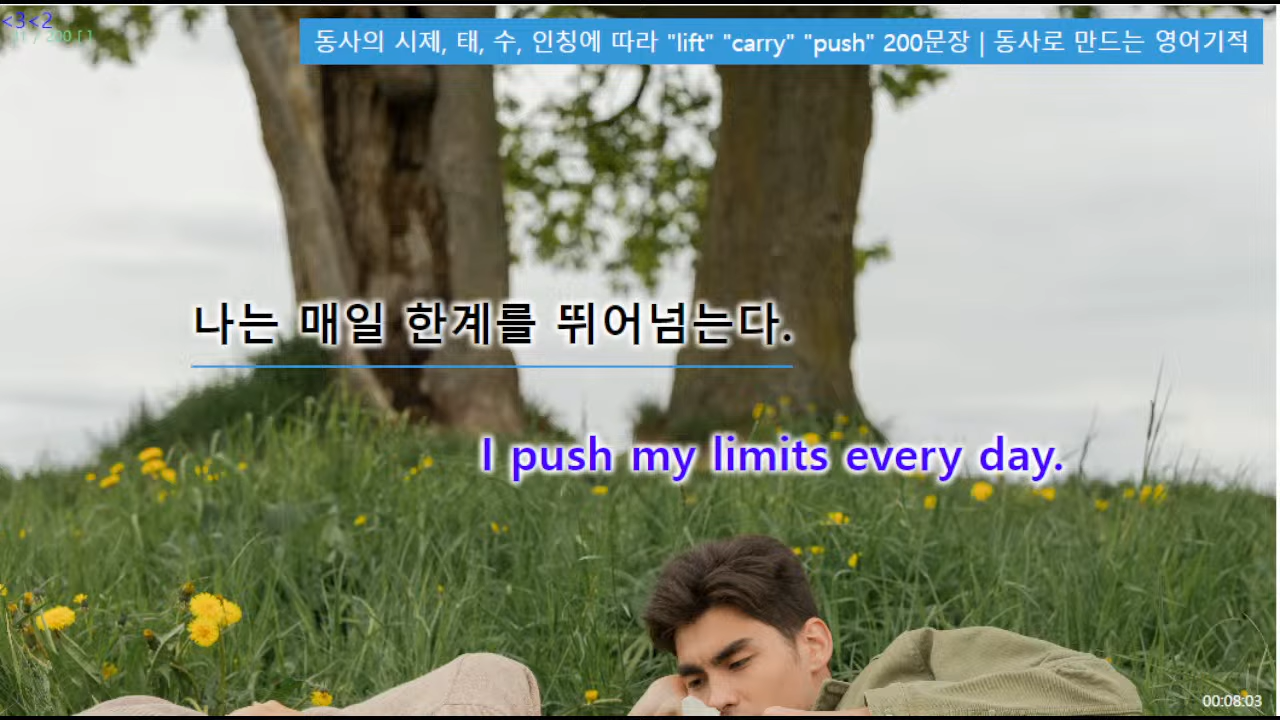 <3<2
동사의 시제, 태, 수, 인칭에 따라 "lift" "carry" "push" 200문장 | 동사로 만드는 영어기적
나는 매일 한계를 뛰어넘는다.
I push my limits every day.
00:08:03